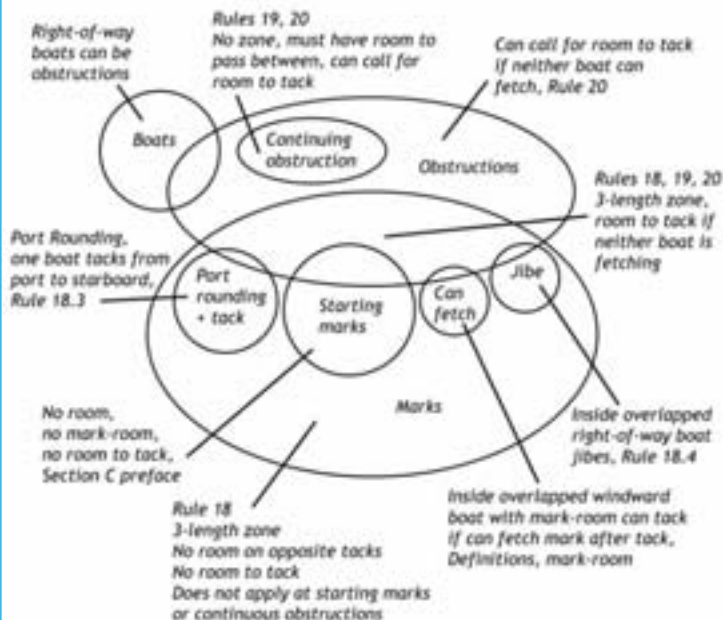 Right-of-way
boats can be
obstructions
Rules 19, 20
No zone, must have room to
pass between, can call for
room to tack
Can call for room to tack
if neither boat can
fetch, Rule 20
Boats
Continuing
obstruction
Obstructions
Rules 18, 19, 20
3-length zone,
room to tack if
neither boat is
fetching
Port Rounding,
one boat tacks from
port to starboard,
Rule 18.3
Port
rounding
+ tack
Starting
marks
Can
fetch
Jibe
Marks
No room,
no mark-room,
no room to tack,
Section C preface
Inside overlapped
right-of-way boat
jibes, Rule 18.4
Rule 18
3-length zone
No room on opposite tacks
No room to tack
Does not apply at starting marks
or continuous obstructions
Inside overlapped windward
boat with mark-room can tack
if can fetch mark after tack,
Definitions, mark-room